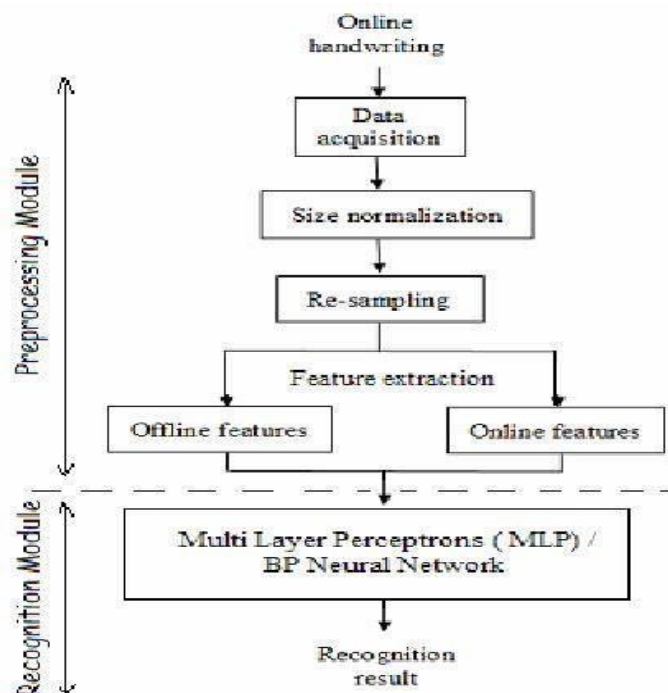 Online
handwriting
Data
acquisition
Size normalization
Re-sampling
Feature extraction
Offline features
Online features
Preprocessing Module
Multi Layer Perceptrons ( MLP) /
BP Neural Network
Recognition
result
Recognition Module